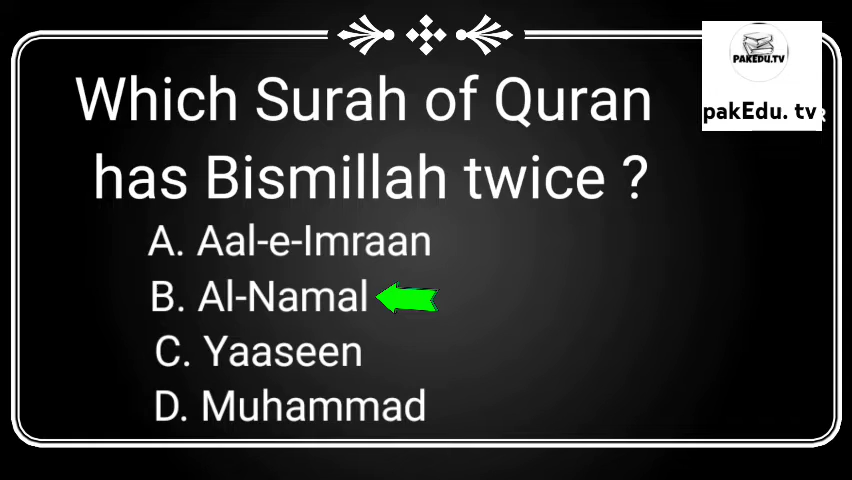 PAKEDU.TV
pakEdu. tv
Which Surah of Quran
has Bismillah twice ?
A. Aal-e-Imraan
B. Al-Namal
C. Yaaseen
D. Muhammad